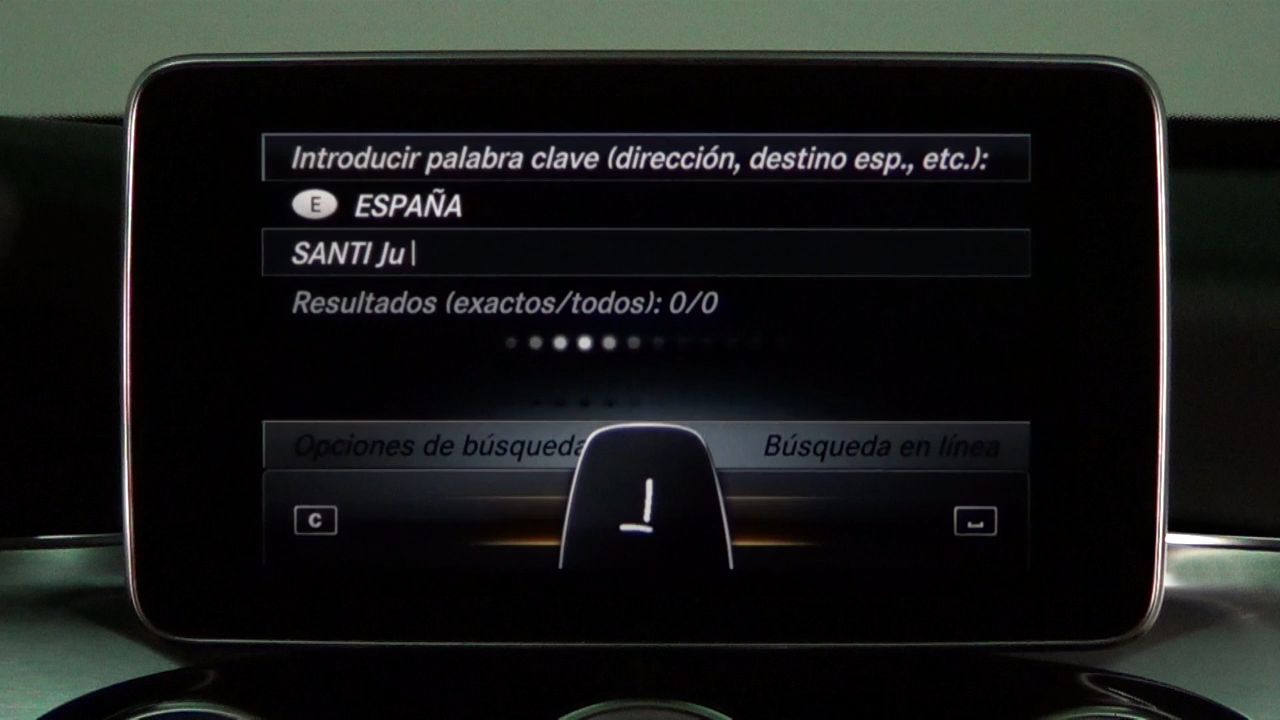 Introducir palabra clave (dirección, destino esp., etc.):
E ESPAÑA
SANTI Ju
Resultados (exactos/todos): 0/0
Opciones de búsqueda Búsqueda en línea
C